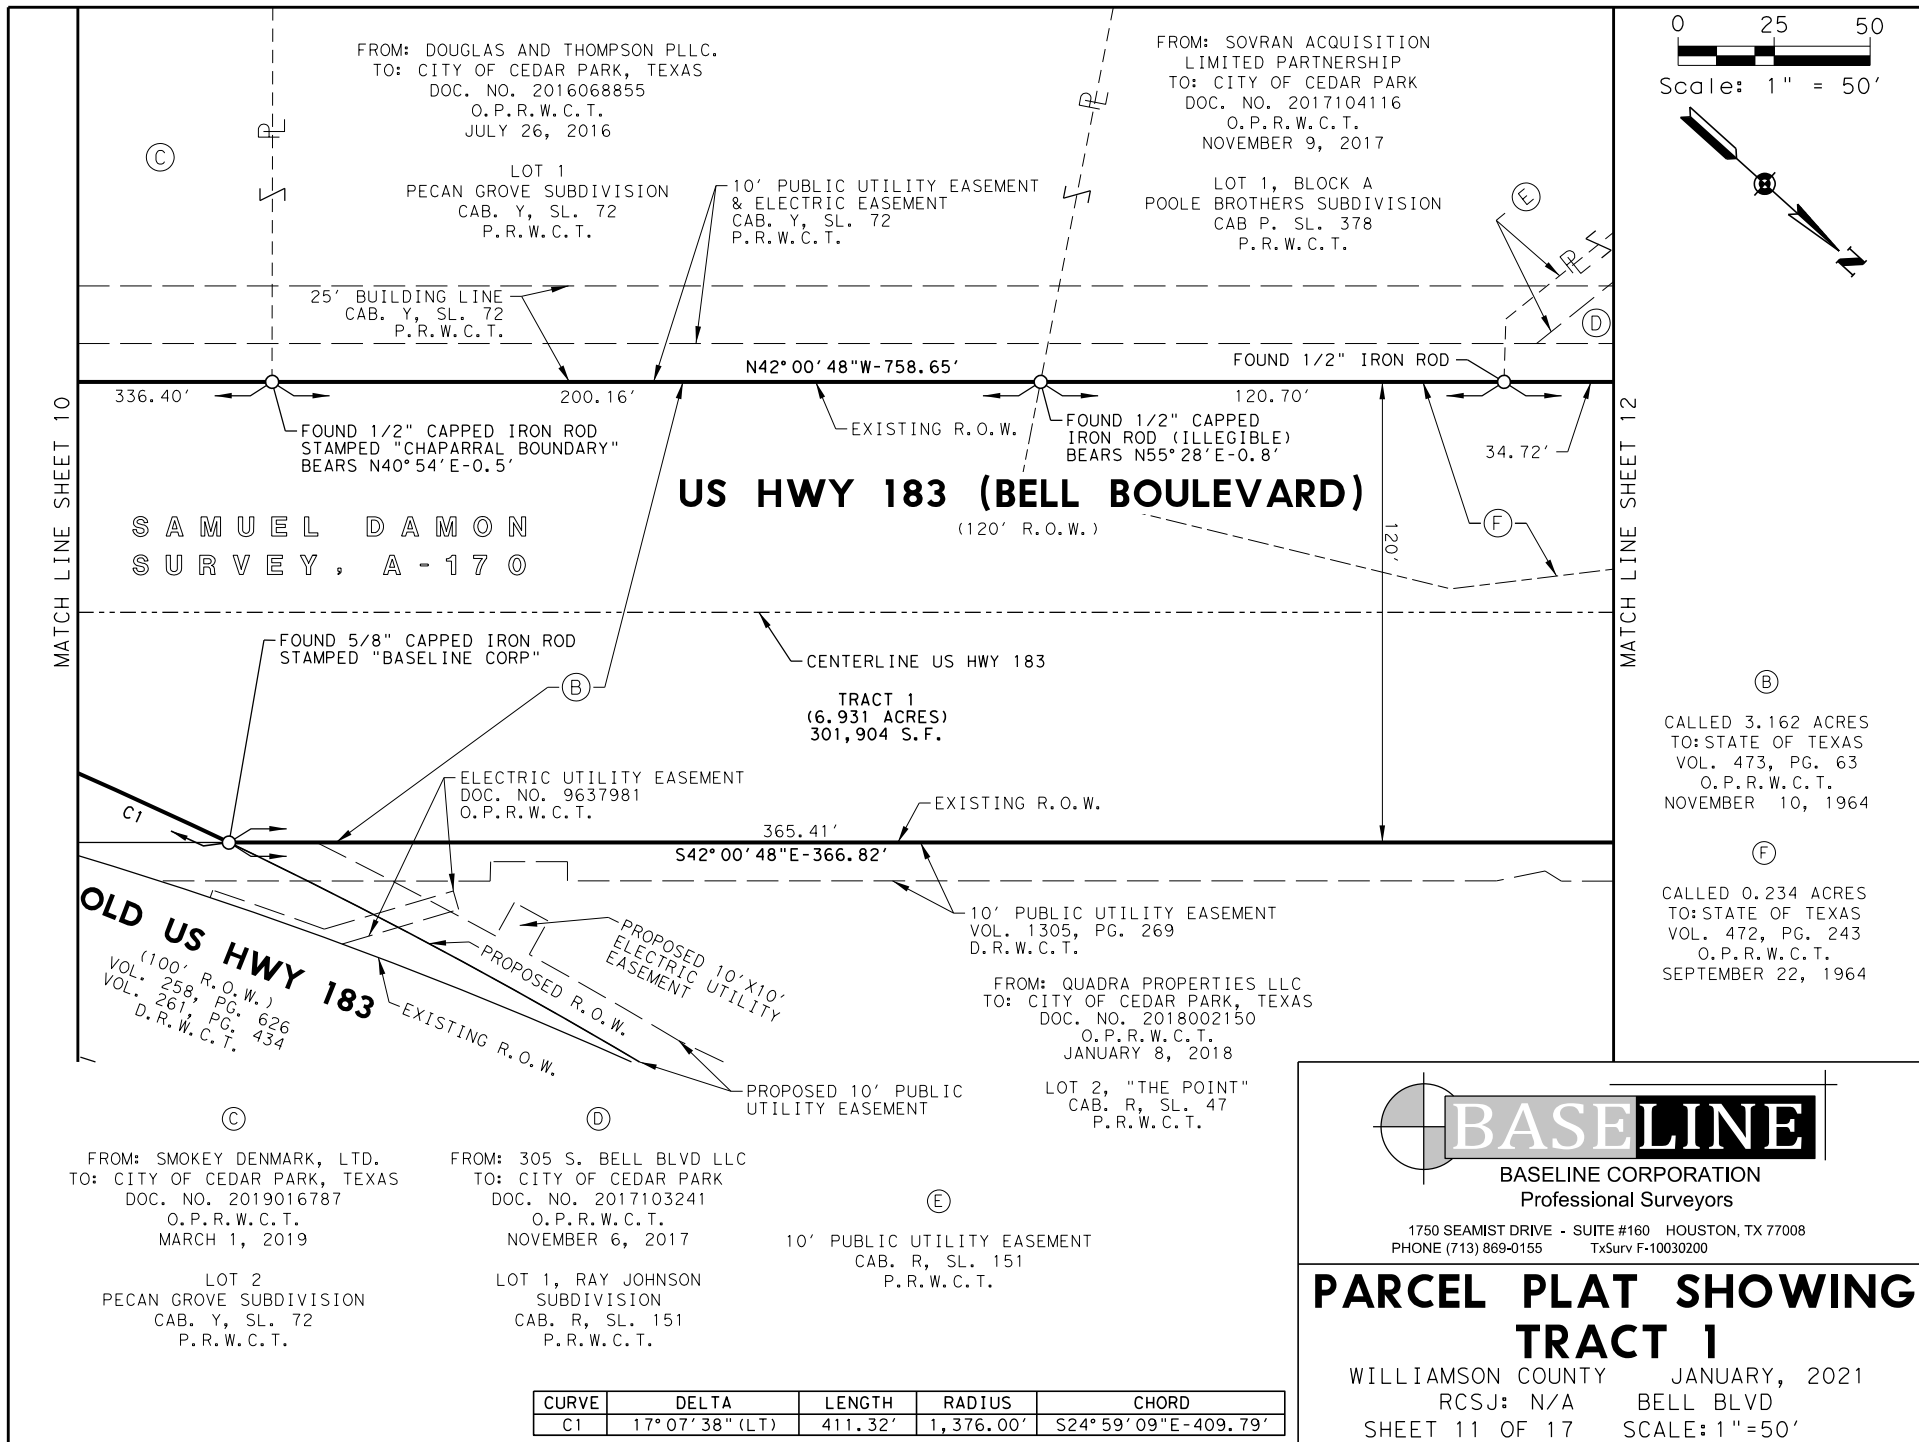 FROM: DOUGLAS AND THOMPSON PLLC.
TO: CITY OF CEDAR PARK, TEXAS
DOC. NO. 2016068855
O.P.R.W.C.T.
JULY 26, 2016
LOT 1
PECAN GROVE SUBDIVISION
CAB. Y, SL. 72
P.R.W.C.T.
FROM: SOVRAN ACQUISITION
LIMITED PARTNERSHIP
TO: CITY OF CEDAR PARK
DOC. NO. 2017104116
O.P.R.W.C.T.
NOVEMBER 9, 2017
LOT 1, BLOCK A
POOLE BROTHERS SUBDIVISION
CAB P. SL. 378
P.R.W.C.T.
0 25 50
Scale: 1" = 50'
N
C
PL
PL
PL
E
D
10' PUBLIC UTILITY EASEMENT
& ELECTRIC EASEMENT
CAB. Y, SL. 72
P.R.W.C.T.
25' BUILDING LINE
CAB. Y, SL. 72
P.R.W.C.T.
N42°00'48"W-758.65'
FOUND 1/2" IRON ROD
336.40'
200.16'
120.70'
34.72'
FOUND 1/2" CAPPED IRON ROD
STAMPED "CHAPARRAL BOUNDARY"
BEARS N40°54'E-0.5'
EXISTING R.O.W.
FOUND 1/2" CAPPED
IRON ROD (ILLEGIBLE)
BEARS N55°28'E-0.8'
MATCH LINE SHEET 10
MATCH LINE SHEET 12
US HWY 183 (BELL BOULEVARD)
(120' R.O.W.)
SAMUEL DAMON
SURVEY, A-170
F
120'
FOUND 5/8" CAPPED IRON ROD
STAMPED "BASELINE CORP"
B
CENTERLINE US HWY 183
TRACT 1
(6.931 ACRES)
301,904 S.F.
ELECTRIC UTILITY EASEMENT
DOC. NO. 9637981
O.P.R.W.C.T.
EXISTING R.O.W.
C1
365.41'
S42°00'48"E-366.82'
OLD US HWY 183
(100' R.O.W.)
VOL. 258, PG. 626
VOL. 261, PG. 434
D.R.W.C.T.
EXISTING R.O.W.
PROPOSED R.O.W.
PROPOSED 10'X10'
ELECTRIC UTILITY
EASEMENT
10' PUBLIC UTILITY EASEMENT
VOL. 1305, PG. 269
D.R.W.C.T.
FROM: QUADRA PROPERTIES LLC
TO: CITY OF CEDAR PARK, TEXAS
DOC. NO. 2018002150
O.P.R.W.C.T.
JANUARY 8, 2018
LOT 2, "THE POINT"
CAB. R, SL. 47
P.R.W.C.T.
PROPOSED 10' PUBLIC
UTILITY EASEMENT
B
CALLED 3.162 ACRES
TO:STATE OF TEXAS
VOL. 473, PG. 63
O.P.R.W.C.T.
NOVEMBER 10, 1964
F
CALLED 0.234 ACRES
TO:STATE OF TEXAS
VOL. 472, PG. 243
O.P.R.W.C.T.
SEPTEMBER 22, 1964
C
FROM: SMOKEY DENMARK, LTD.
TO: CITY OF CEDAR PARK, TEXAS
DOC. NO. 2019016787
O.P.R.W.C.T.
MARCH 1, 2019
LOT 2
PECAN GROVE SUBDIVISION
CAB. Y, SL. 72
P.R.W.C.T.
D
FROM: 305 S. BELL BLVD LLC
TO: CITY OF CEDAR PARK
DOC. NO. 2017103241
O.P.R.W.C.T.
NOVEMBER 6, 2017
LOT 1, RAY JOHNSON
SUBDIVISION
CAB. R, SL. 151
P.R.W.C.T.
E
10' PUBLIC UTILITY EASEMENT
CAB. R, SL. 151
P.R.W.C.T.
CURVE DELTA LENGTH RADIUS CHORD
C1 17°07'38"(LT) 411.32' 1,376.00' S24°59'09"E-409.79'
BASELINE
BASELINE CORPORATION
Professional Surveyors
1750 SEAMIST DRIVE - SUITE #160 HOUSTON, TX 77008
PHONE (713) 869-0155 TxSurv F-10030200
PARCEL PLAT SHOWING
TRACT 1
WILLIAMSON COUNTY JANUARY, 2021
RCSJ: N/A BELL BLVD
SHEET 11 OF 17 SCALE:1"=50'